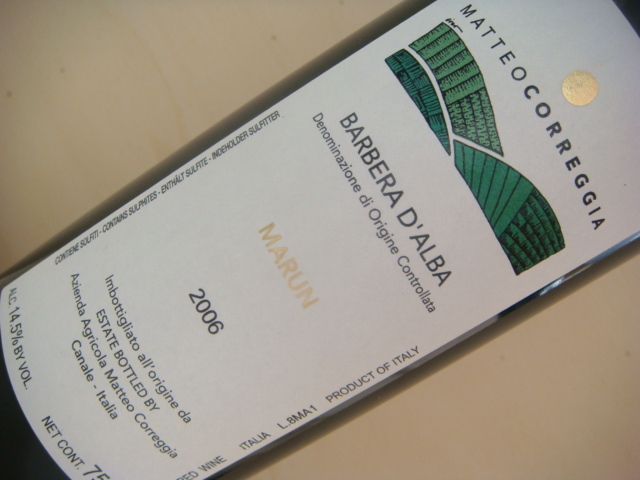 MATTEOCORREGGIA
BARBERA D'ALBA
Denominazione di Origine Controllata
MARUN
2006
Imbottigliato all'origine da
ESTATE BOTTLED BY
Azienda Agricola Matteo Correggia
Canale - Italia
CONTIENE SOLFITI - CONTAINS SULPHITES - ENTHÄLT SULFITE - INDEHOLDER SULFITTER
ALC. 14,5% BY VOL.
NET CONT. 75
RED WINE ITALIA L.8MA1 PRODUCT OF ITALY